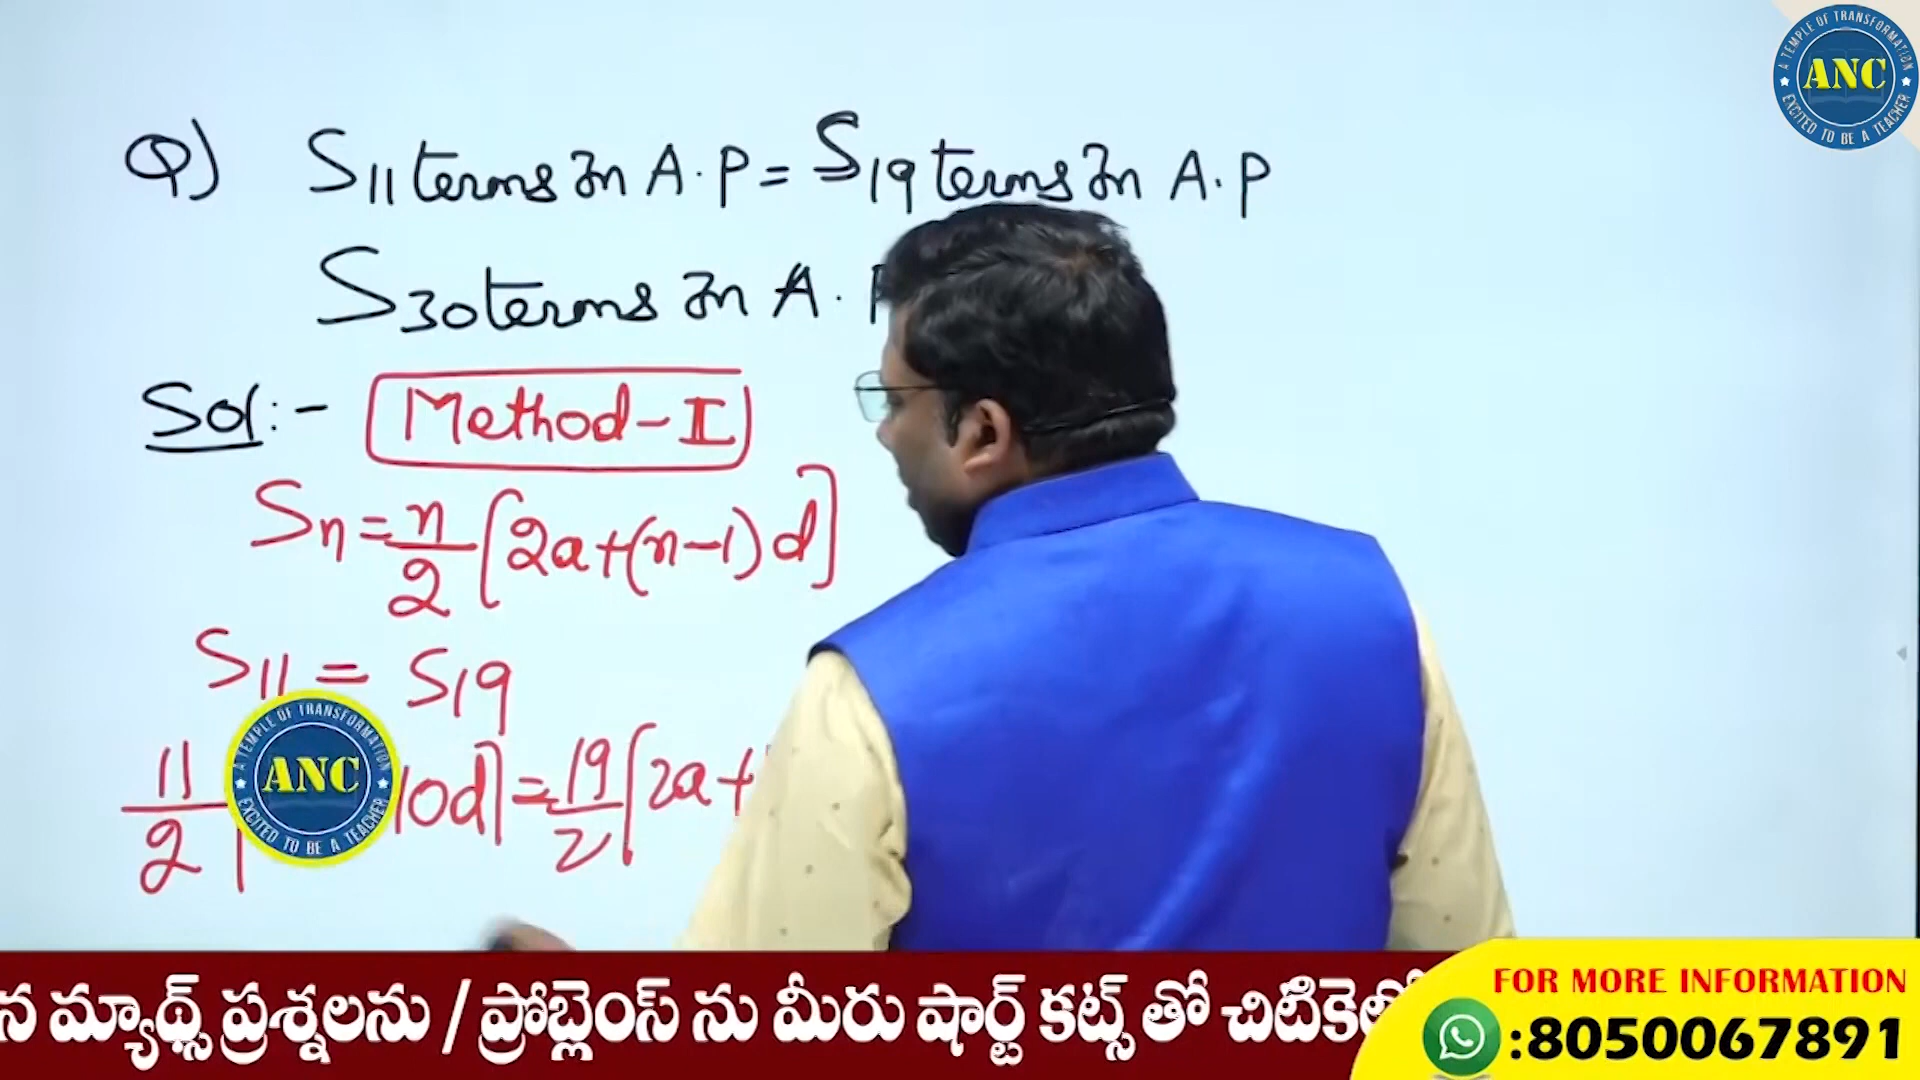 A TEMPLE OF TRANSFORMATION
ANC
EXCITED TO BE A TEACHER
Q) S11 terms In A.P = S19 terms In A.P
S30 terms In A.
Sol:- Method-I
Sn = n/2 [2a+(n-1)d]
S11 = S19
11/2 [ 10d] = 19/2 [2a+
A TEMPLE OF TRANSFORMATION
ANC
EXCITED TO BE A TEACHER
న మ్యాథ్స్ ప్రశ్నలను / ప్రోబ్లెంస్ ను మీరు షార్ట్ కట్స్ తో
FOR MORE INFORMATION
:8050067891